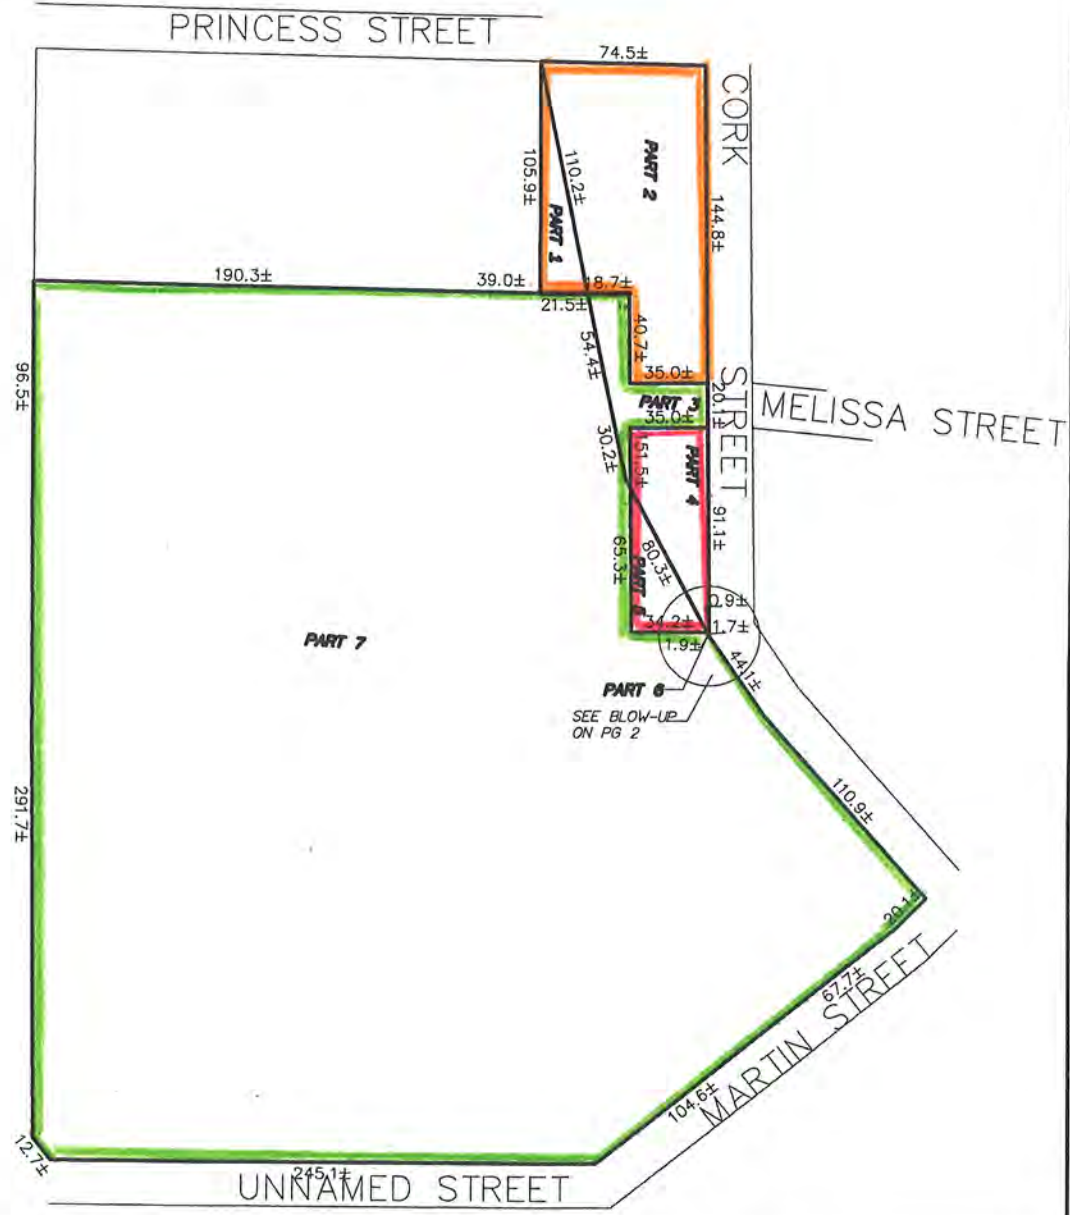 PRINCESS STREET
74.5±
CORK STREET
PART 2
110.2±
105.9±
PART 1
144.8±
190.3±
39.0±
18.7±
21.5±
40.7±
54.4±
35.0±
20.1±
PART 3
35.0±
MELISSA STREET
96.5±
30.2±
151.5±
PART 4
91.1±
65.3±
80.3±
0.9±
34.2±
1.7±
1.9±
44.1±
PART 7
PART 6
SEE BLOW-UP
ON PG 2
291.7±
110.9±
20.1±
67.7±
MARTIN STREET
104.6±
12.7±
245.1±
UNNAMED STREET